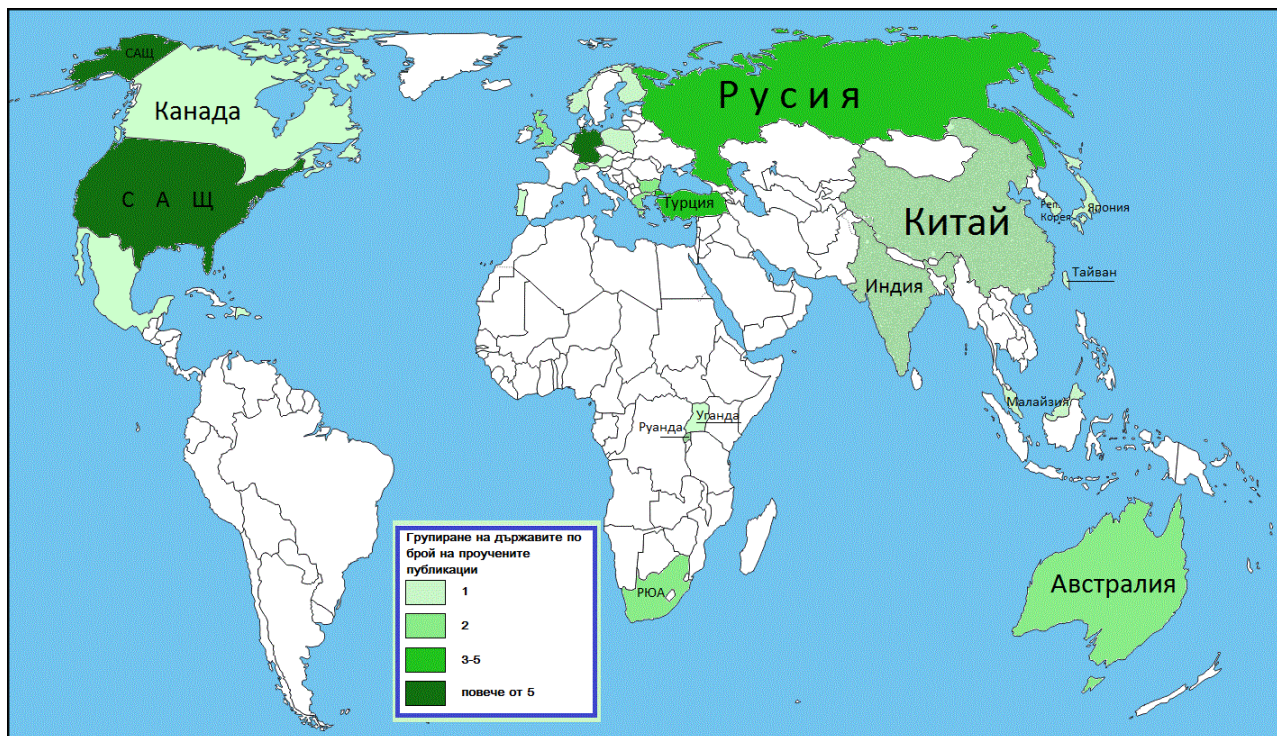 САЩ
Канада
Русия
С А Щ
Турция
Китай
Реп.
Корея
Япония
Тайван
Индия
Малайзия
Уганда
Руанда
РЮА
Австралия
Групиране на държавите по
брой на проучените
публикации
1
2
3-5
повече от 5